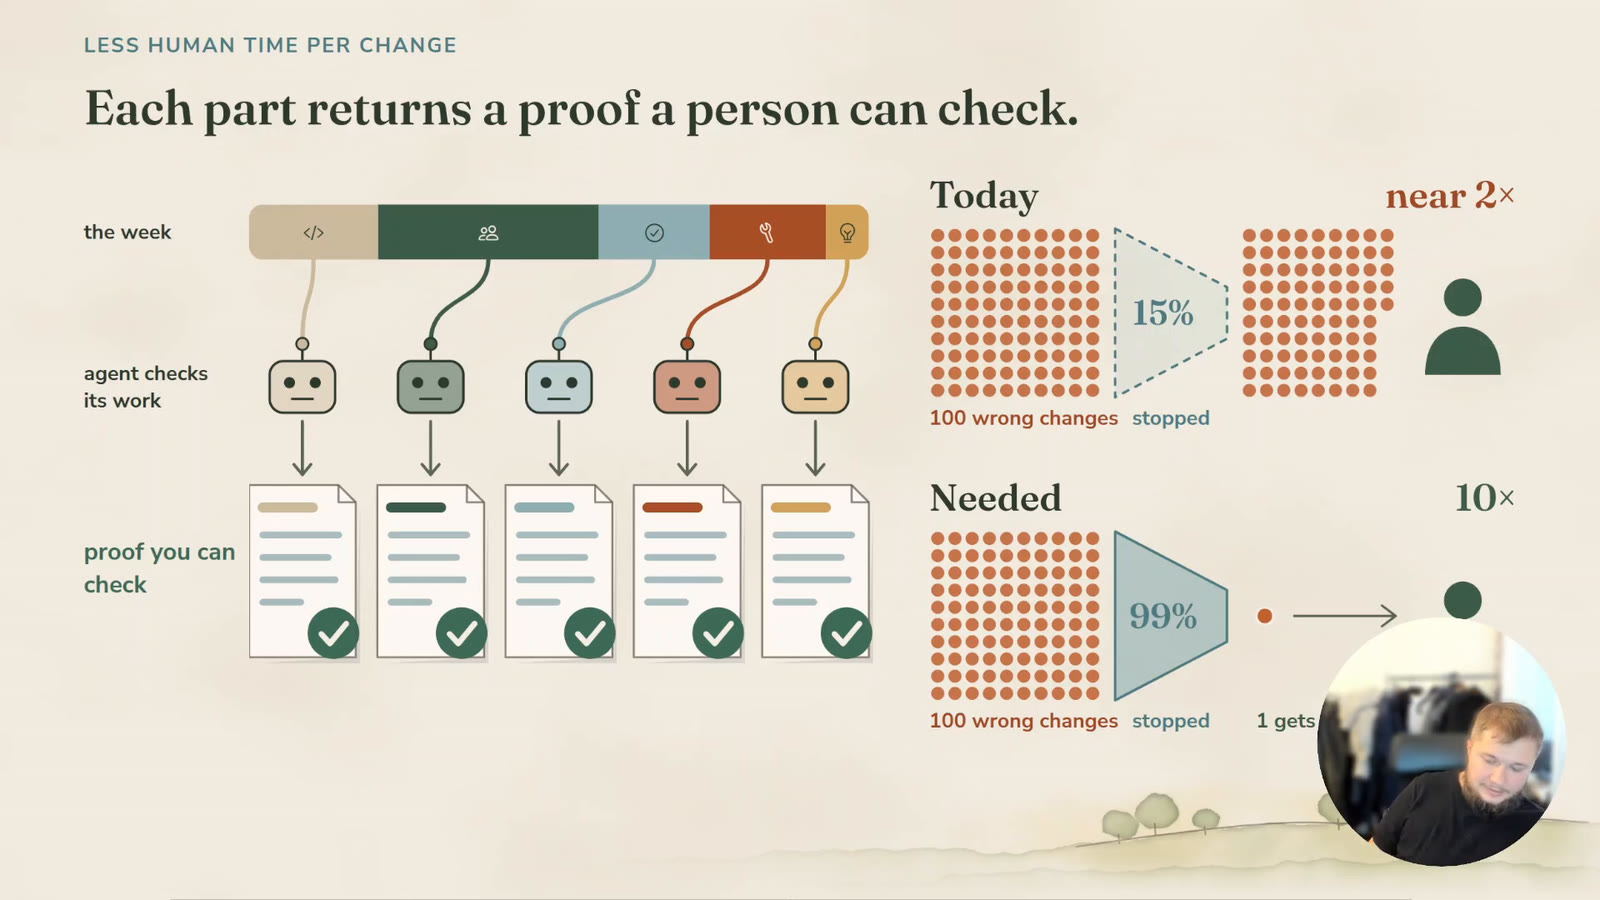 LESS HUMAN TIME PER CHANGE
Each part returns a proof a person can check.
the week
agent checks
its work
proof you can
check
Today
near 2×
15%
100 wrong changes
stopped
Needed
10×
99%
100 wrong changes
stopped
1 gets